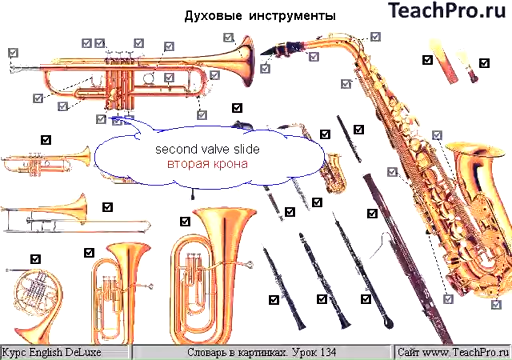 Духовые инструменты
TeachPro.ru
second valve slide
вторая крона
Курс English DeLuxe
Словарь в картинках. Урок 134
Сайт www.TeachPro.ru